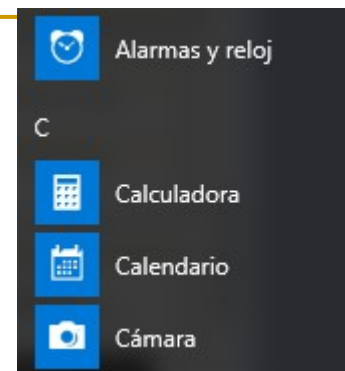 Alarmas y reloj
C
Calculadora
Calendario
Cámara